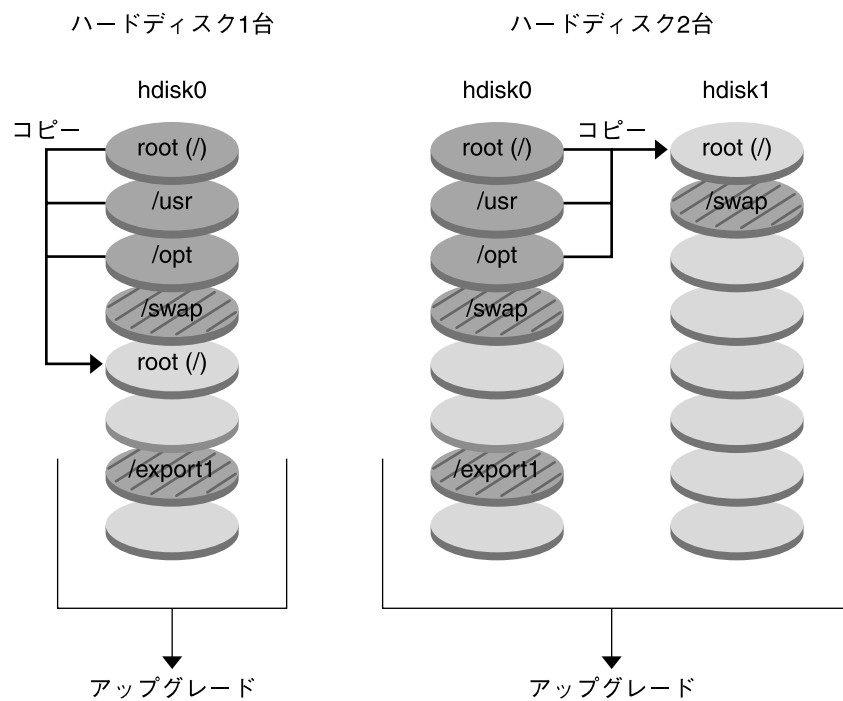 ハードディスク1台
hdisk0
コピー
root (/)
/usr
/opt
/swap
root (/)
/export1
アップグレード
ハードディスク2台
hdisk0
hdisk1
コピー
root (/)
root (/)
/usr
/swap
/opt
/swap
/export1
アップグレード